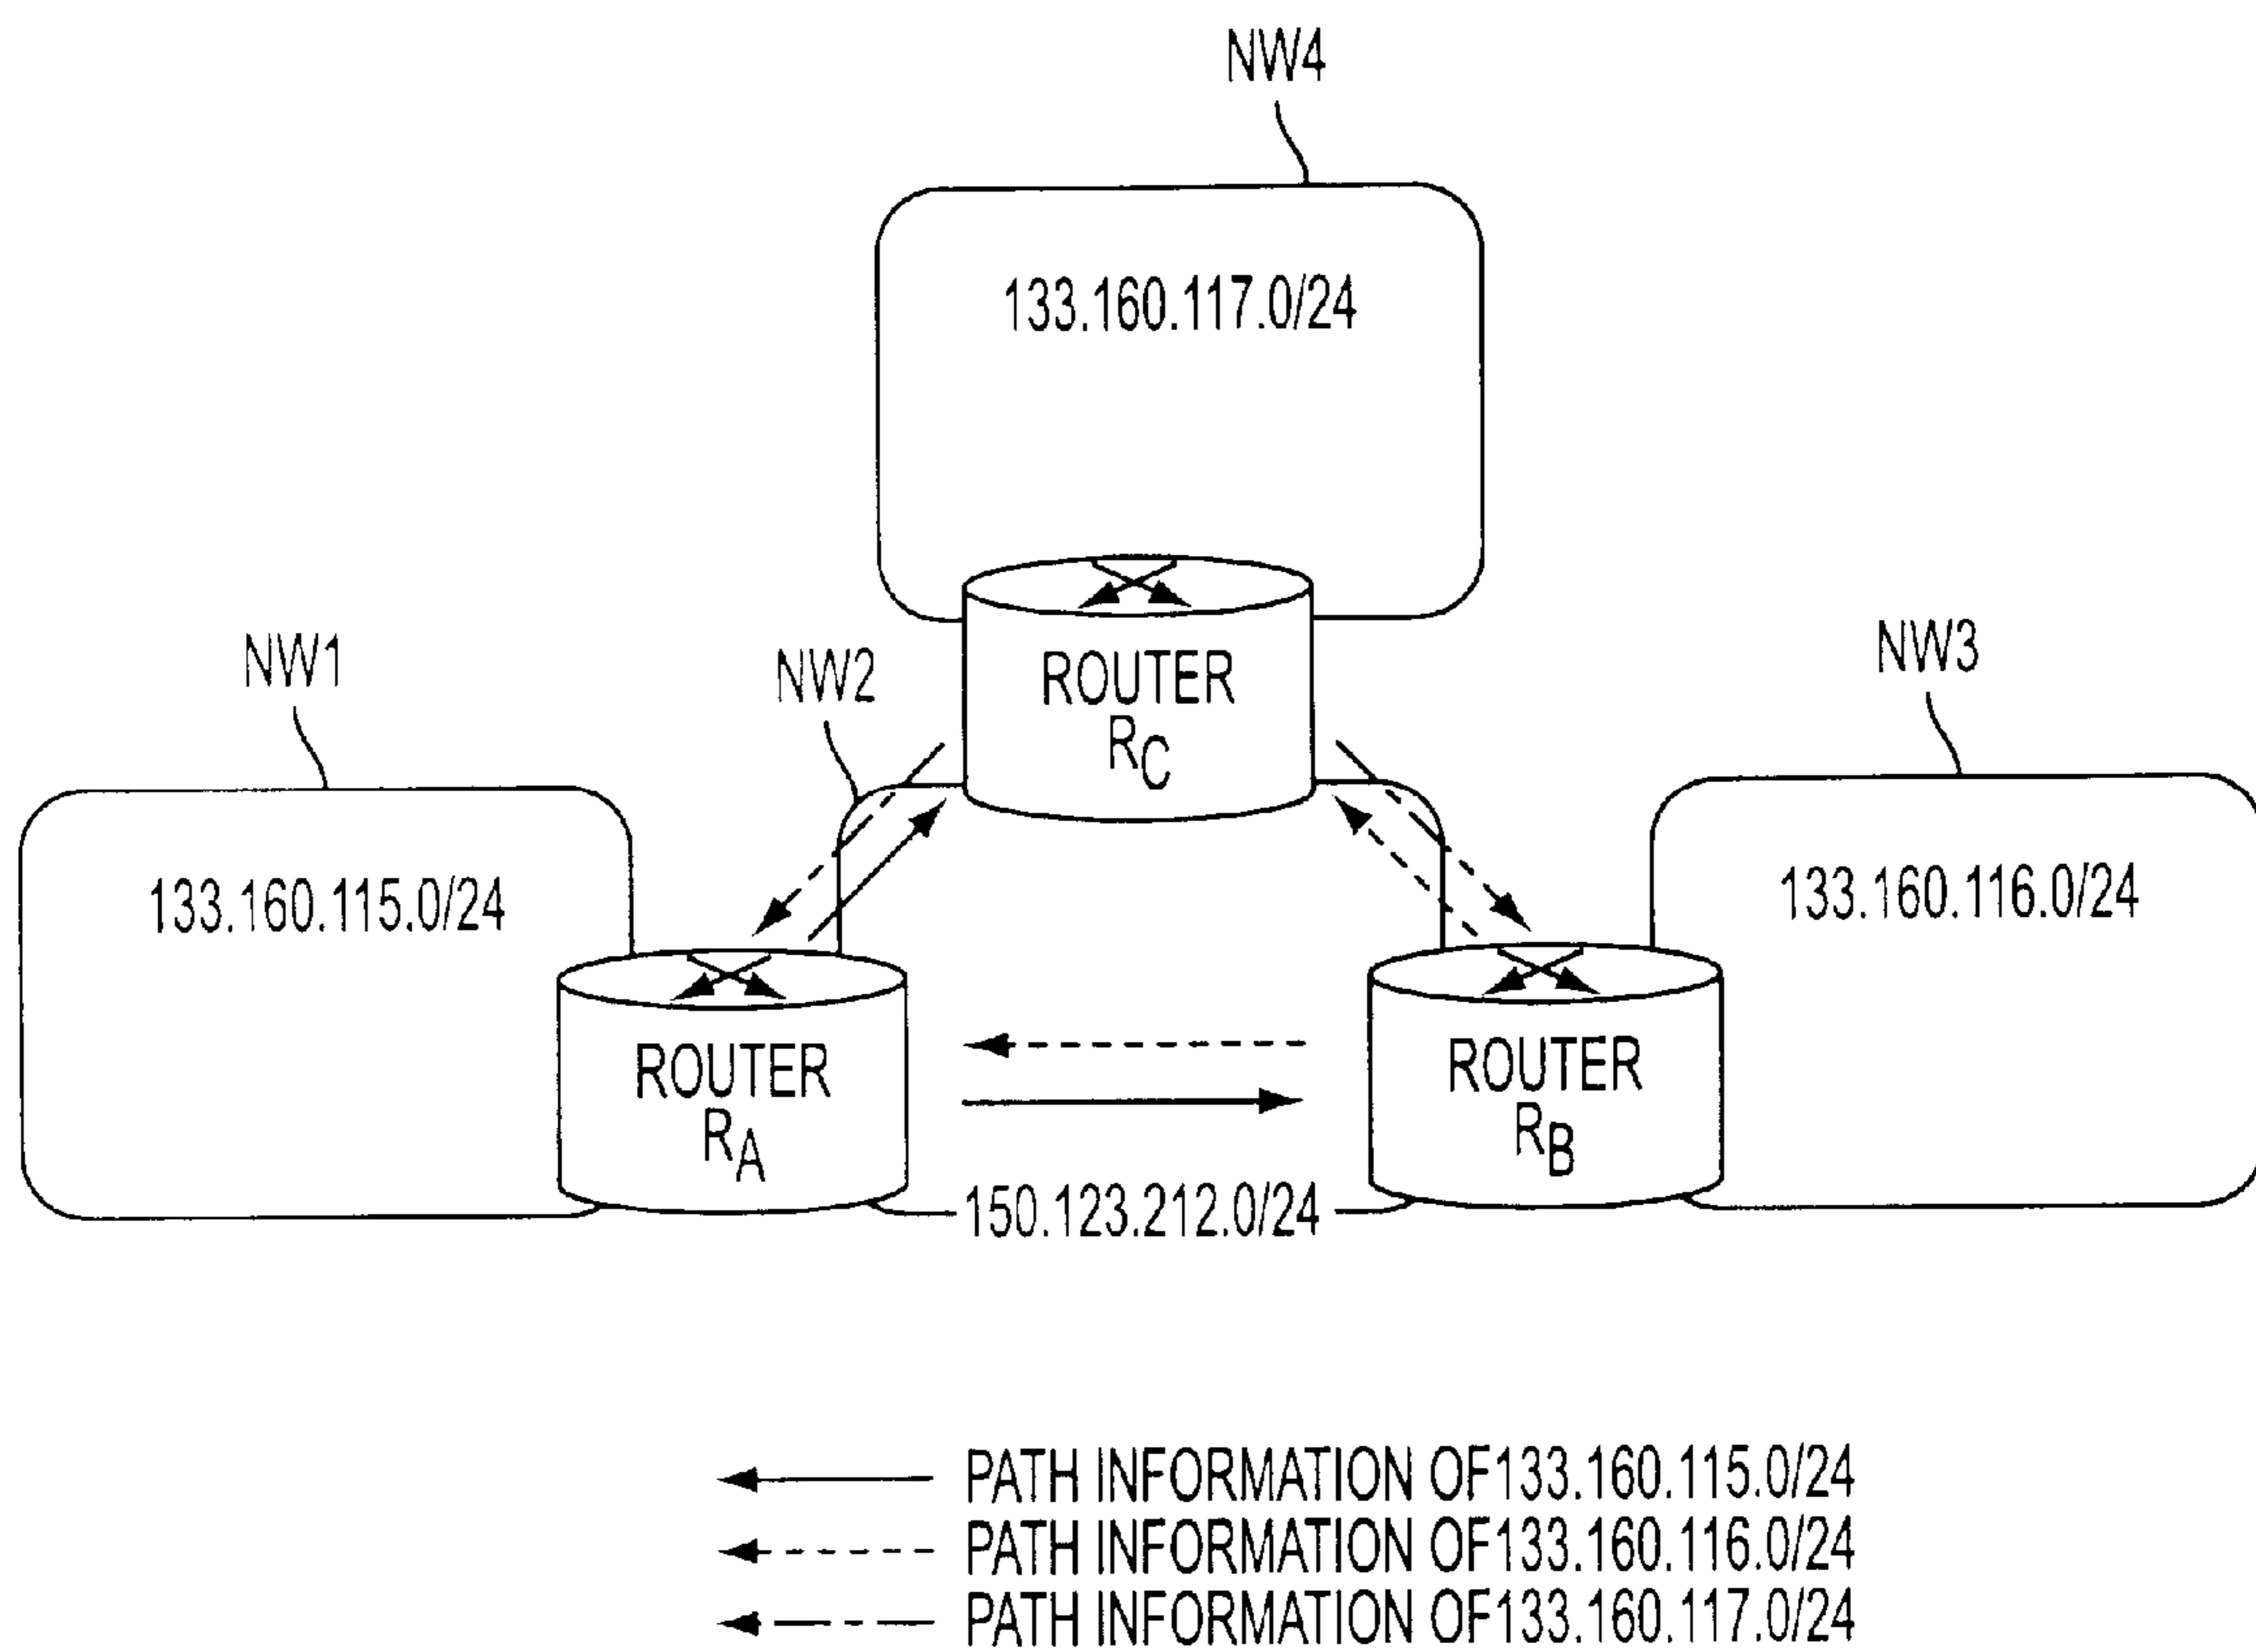 NW4
133.160.117.0/24
NW1
NW2
ROUTER
RC
NW3
133.160.115.0/24
133.160.116.0/24
ROUTER
RA
ROUTER
RB
150.123.212.0/24
PATH INFORMATION OF133.160.115.0/24
PATH INFORMATION OF133.160.116.0/24
PATH INFORMATION OF133.160.117.0/24